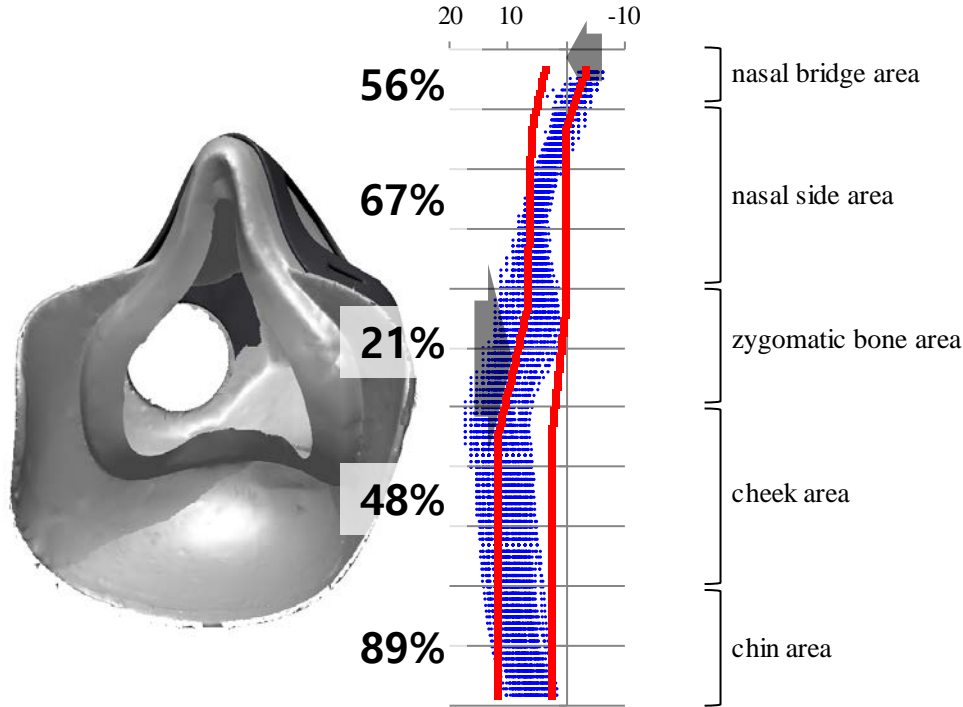 20 10 -10
56%
nasal bridge area
67%
nasal side area
21%
zygomatic bone area
48%
cheek area
89%
chin area